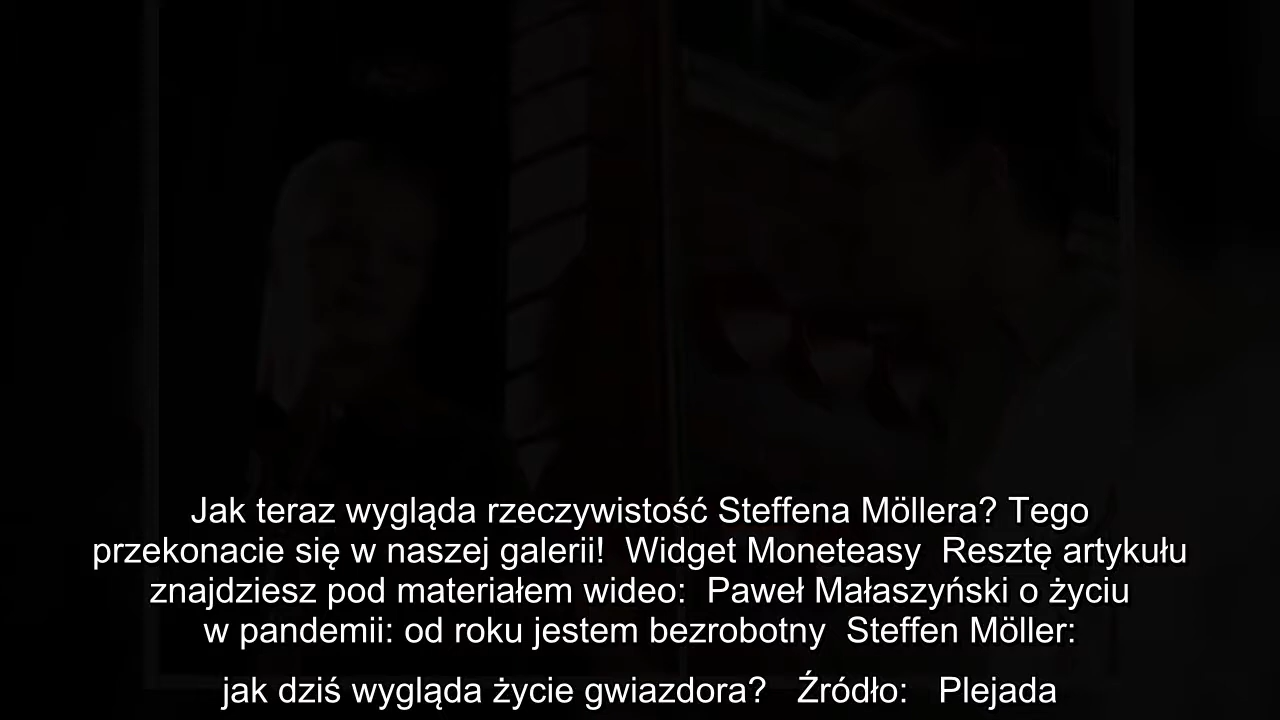 Jak teraz wygląda rzeczywistość Steffena Möllera? Tego
przekonacie się w naszej galerii!  Widget Moneteasy  Resztę artykułu
znajdziesz pod materiałem wideo:  Paweł Małaszyński o życiu
w pandemii: od roku jestem bezrobotny  Steffen Möller:
jak dziś wygląda życie gwiazdora?   Źródło:   Plejada